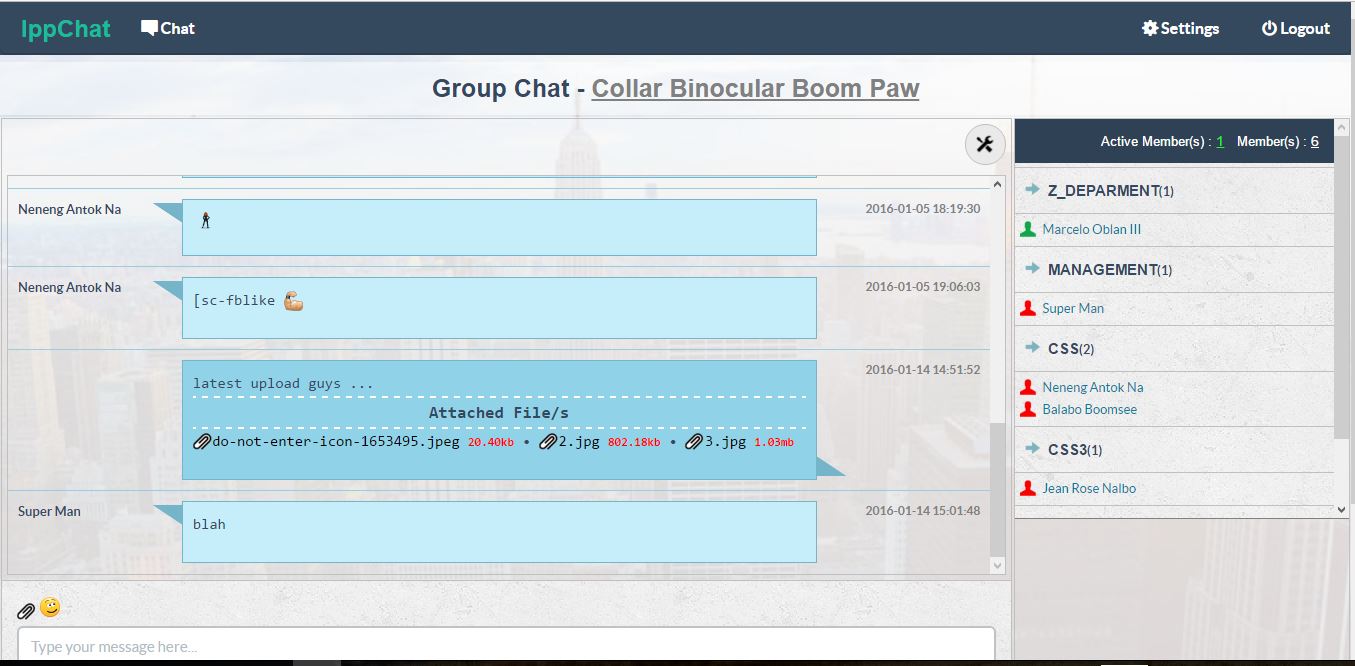 IppChat Chat Settings Logout
Group Chat - Collar Binocular Boom Paw
Active Member(s) : 1 Member(s) : 6
Neneng Antok Na 2016-01-05 18:19:30
Neneng Antok Na [sc-fblike 2016-01-05 19:06:03
latest upload guys ... 2016-01-14 14:51:52
Attached File/s
do-not-enter-icon-1653495.jpeg 20.40kb • 2.jpg 802.18kb • 3.jpg 1.03mb
Super Man 2016-01-14 15:01:48
blah
Type your message here...
Z_DEPARMENT(1)
Marcelo Oblan III
MANAGEMENT(1)
Super Man
CSS(2)
Neneng Antok Na
Balabo Boomsee
CSS3(1)
Jean Rose Nalbo